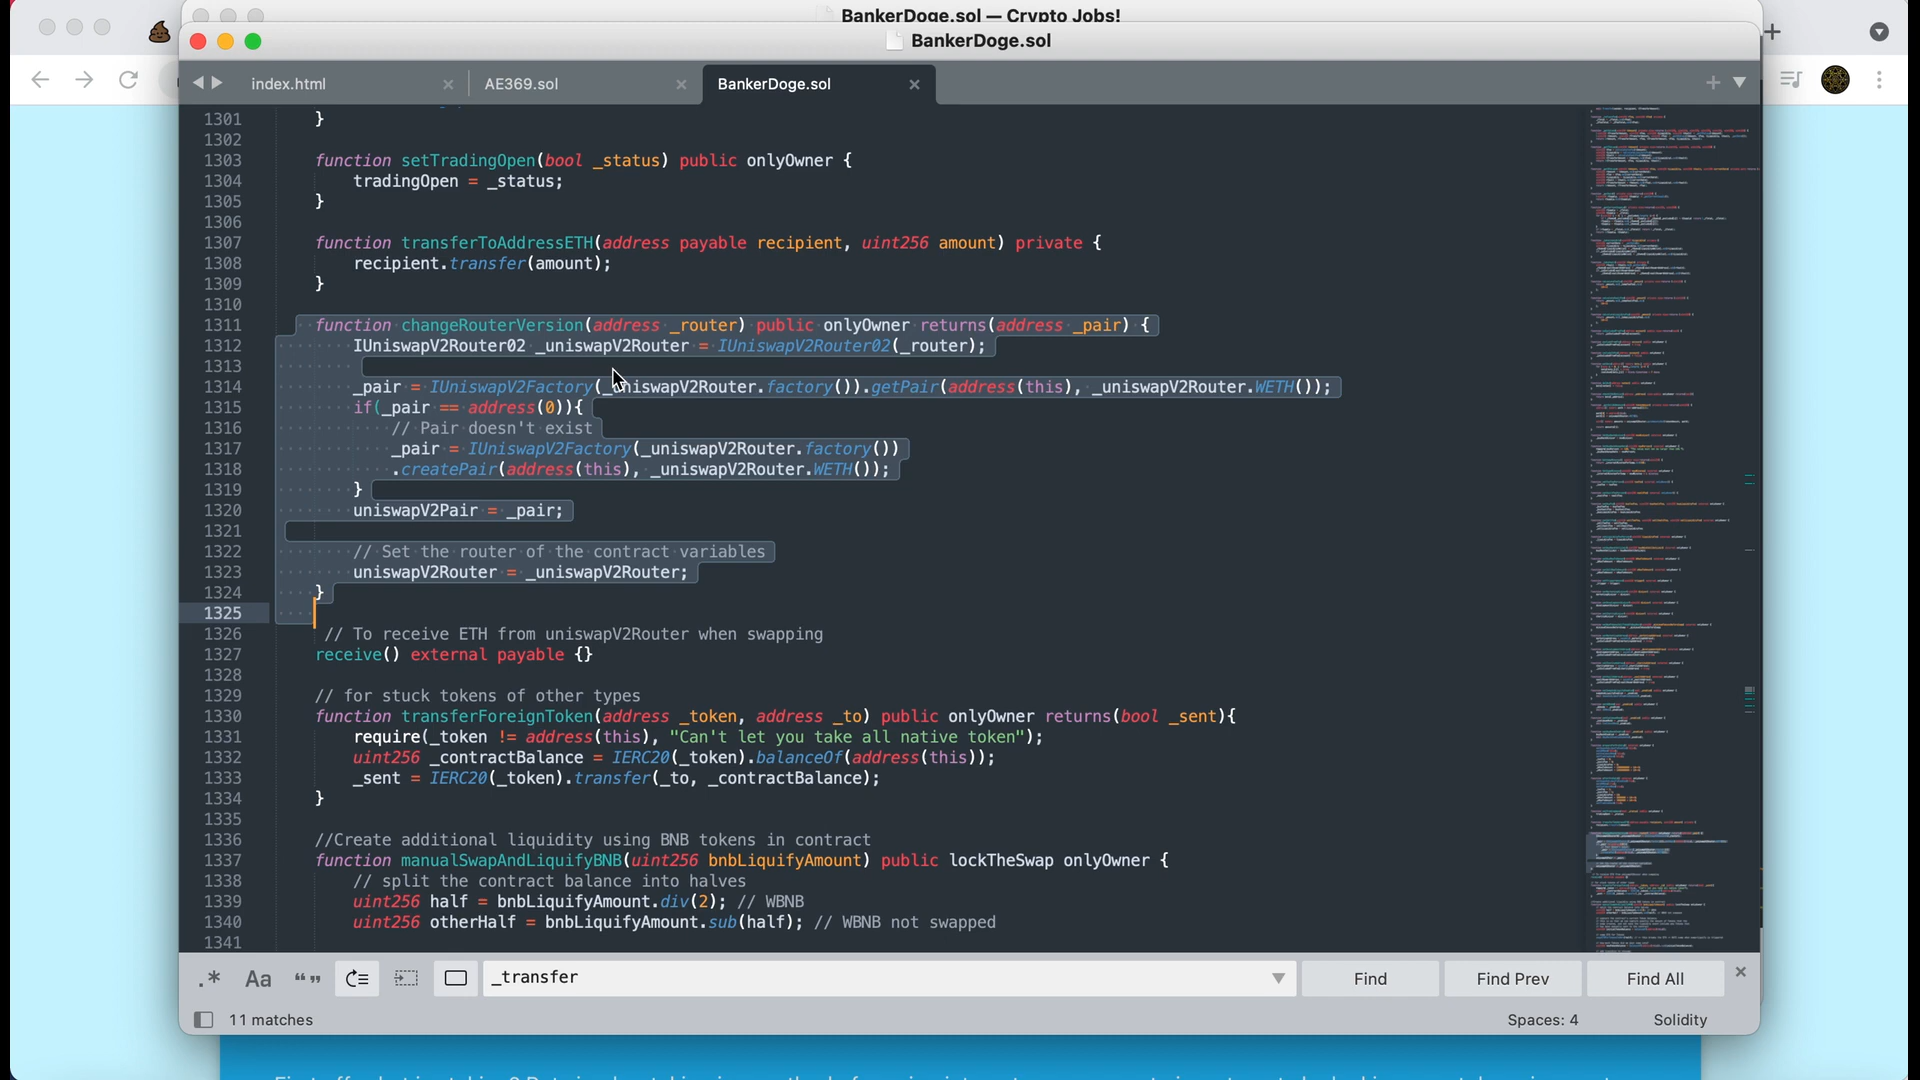 BankerDoge.sol — Crypto Jobs!
BankerDoge.sol
index.html
AE369.sol
BankerDoge.sol
1301 }
1302
1303 function setTradingOpen(bool _status) public onlyOwner {
1304 tradingOpen = _status;
1305 }
1306
1307 function transferToAddressETH(address payable recipient, uint256 amount) private {
1308 recipient.transfer(amount);
1309 }
1310
1311 function changeRouterVersion(address _router) public onlyOwner returns(address _pair) {
1312 IUniswapV2Router02 _uniswapV2Router = IUniswapV2Router02(_router);
1313
1314 _pair = IUniswapV2Factory(_uniswapV2Router.factory()).getPair(address(this), _uniswapV2Router.WETH());
1315 if(_pair == address(0)){
1316 // Pair doesn't exist
1317 _pair = IUniswapV2Factory(_uniswapV2Router.factory())
1318 .createPair(address(this), _uniswapV2Router.WETH());
1319 }
1320 uniswapV2Pair = _pair;
1321
1322 // Set the router of the contract variables
1323 uniswapV2Router = _uniswapV2Router;
1324 }
1325
1326 // To receive ETH from uniswapV2Router when swapping
1327 receive() external payable {}
1328
1329 // for stuck tokens of other types
1330 function transferForeignToken(address _token, address _to) public onlyOwner returns(bool _sent){
1331 require(_token != address(this), "Can't let you take all native token");
1332 uint256 _contractBalance = IERC20(_token).balanceOf(address(this));
1333 _sent = IERC20(_token).transfer(_to, _contractBalance);
1334 }
1335
1336 //Create additional liquidity using BNB tokens in contract
1337 function manualSwapAndLiquifyBNB(uint256 bnbLiquifyAmount) public lockTheSwap onlyOwner {
1338 // split the contract balance into halves
1339 uint256 half = bnbLiquifyAmount.div(2); // WBNB
1340 uint256 otherHalf = bnbLiquifyAmount.sub(half); // WBNB not swapped
1341
.* Aa “” _transfer Find Find Prev Find All
11 matches Spaces: 4 Solidity